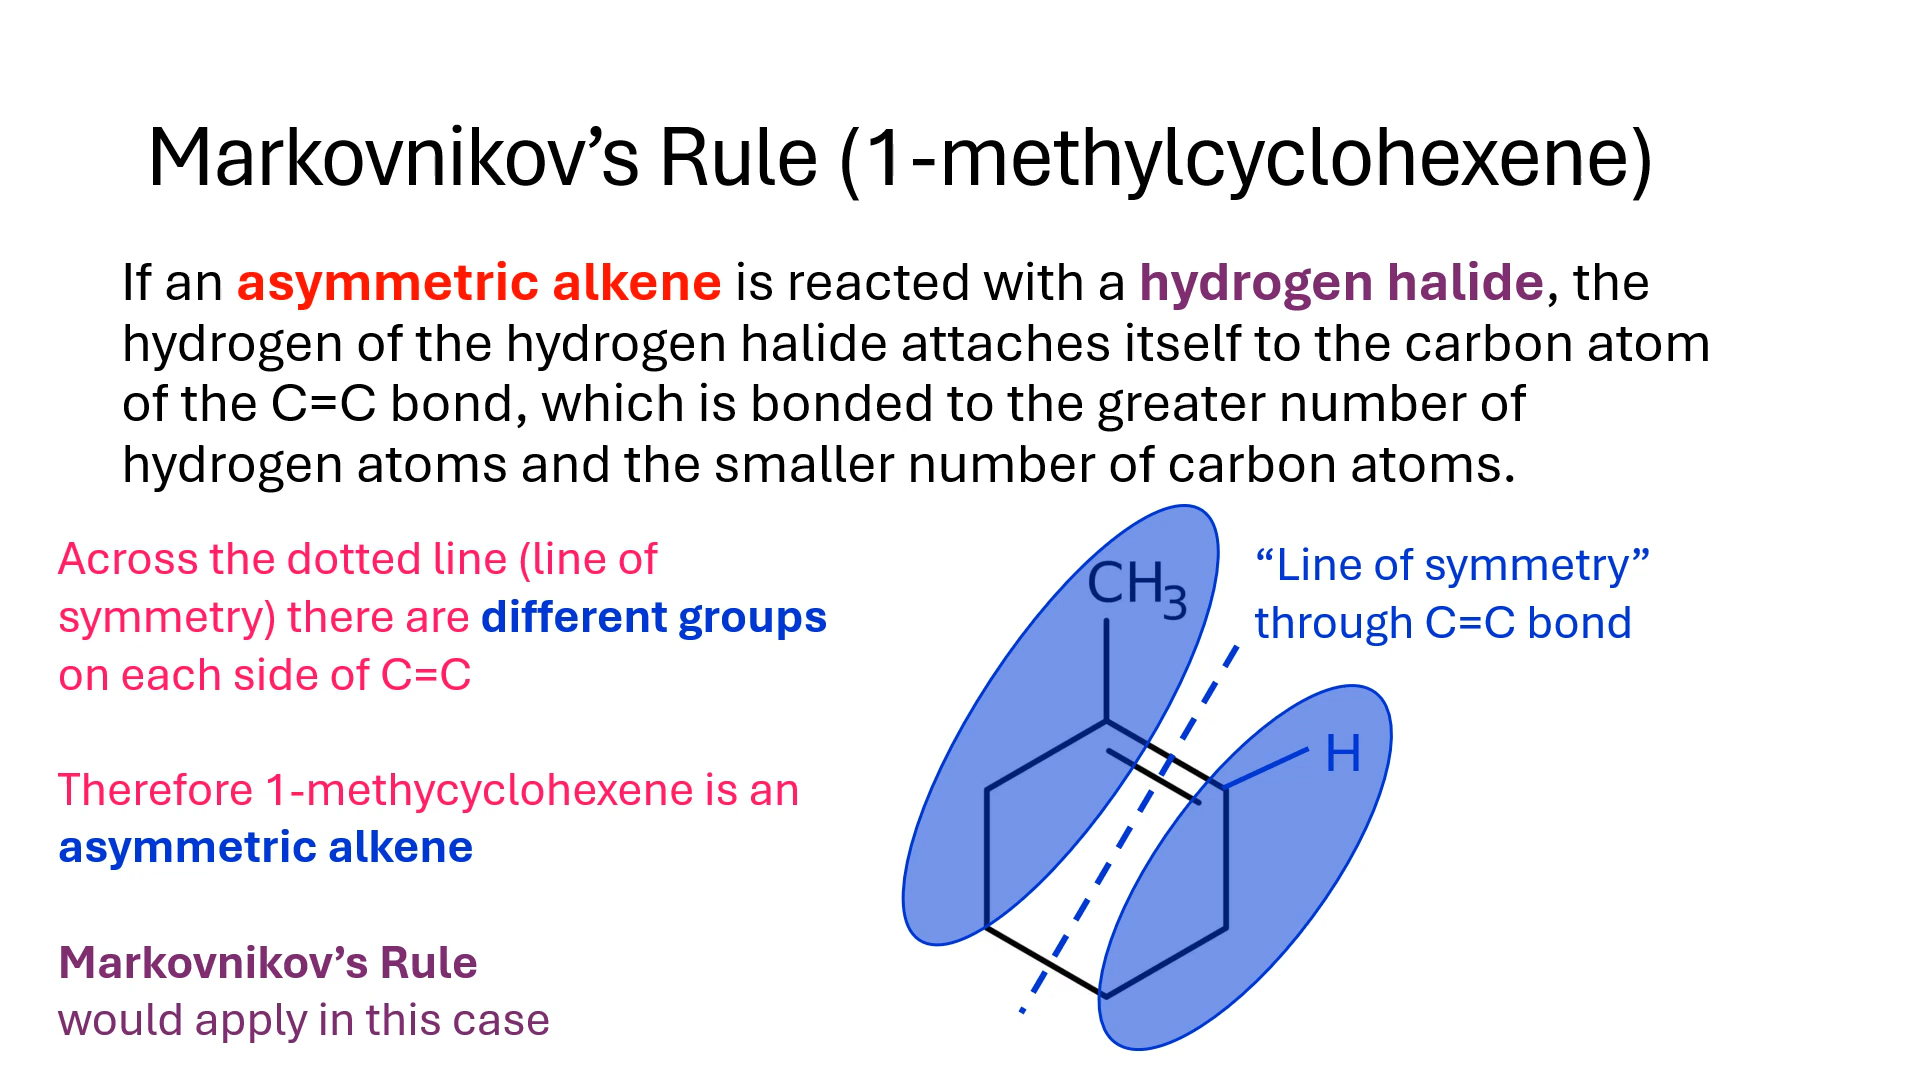 Markovnikov’s Rule (1-methylcyclohexene)
If an asymmetric alkene is reacted with a hydrogen halide, the
hydrogen of the hydrogen halide attaches itself to the carbon atom
of the C=C bond, which is bonded to the greater number of
hydrogen atoms and the smaller number of carbon atoms.
Across the dotted line (line of
symmetry) there are different groups
on each side of C=C
Therefore 1-methycyclohexene is an
asymmetric alkene
Markovnikov’s Rule
would apply in this case
CH₃
“Line of symmetry”
through C=C bond
H